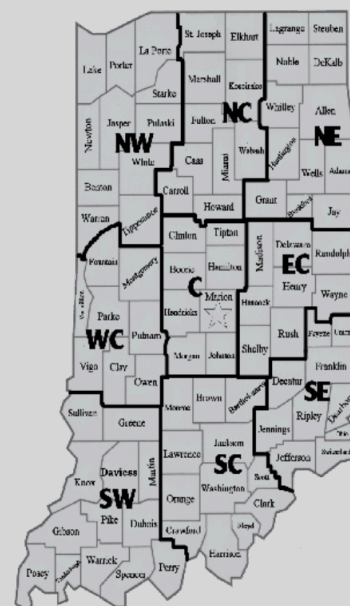 St. Joseph
Elkhart
Lagrange
Steuben
La Porte
Lake
Porter
Noble
DeKalb
Marshall
Kosciusko
Starke
NC
Whitley
Allen
Newton
Jasper
Pulaski
Fulton
NE
NW
Wabash
Huntington
White
Cass
Miami
Wells
Adams
Benton
Carroll
Grant
Howard
Jay
Warren
Tippecanoe
Clinton
Tipton
Madison
Delaware
Randolph
Fountain
Montgomery
Boone
Hamilton
EC
Henry
C
Marion
Hancock
Wayne
Hendricks
Parke
WC
Putnam
Rush
Shelby
Vigo
Clay
Morgan
Johnson
Franklin
Owen
Decatur
SE
Sullivan
Monroe
Brown
Bartholomew
Ripley
Greene
Jennings
Jackson
Lawrence
Jefferson
Knox
Daviess
Martin
SC
Scott
Washington
SW
Orange
Clark
Pike
Dubois
Floyd
Gibson
Crawford
Harrison
Posey
Warrick
Spencer
Perry